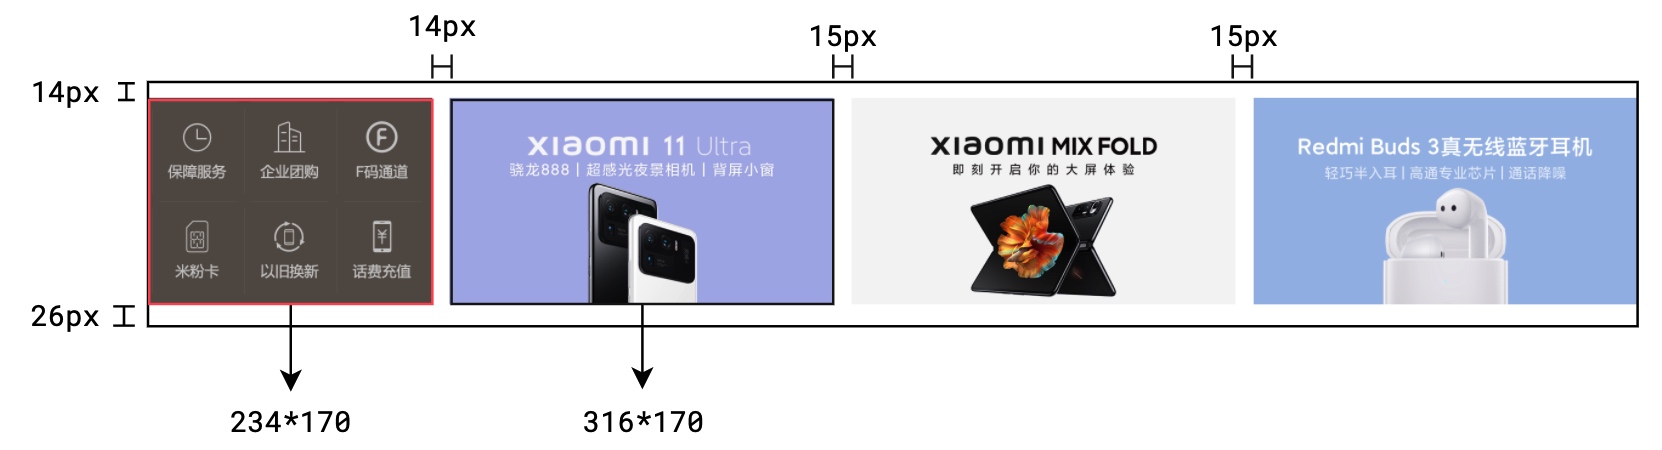 14px
15px
15px
14px
保障服务
企业团购
F码通道
米粉卡
以旧换新
话费充值
xiaomi 11 Ultra
骁龙888 | 超感光夜景相机 | 背屏小窗
xiaomi MIX FOLD
即刻开启你的大屏体验
Redmi Buds 3真无线蓝牙耳机
轻巧半入耳 | 高通专业芯片 | 通话降噪
26px
234*170
316*170